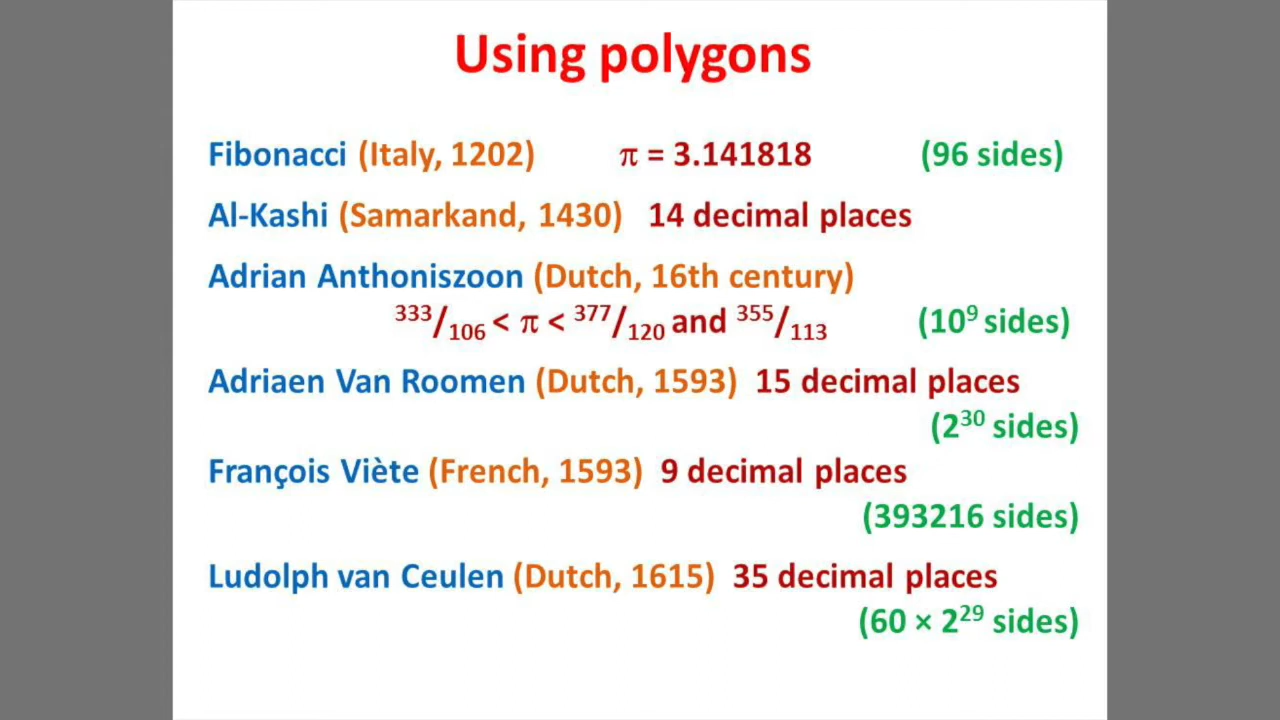 Using polygons
Fibonacci (Italy, 1202) π = 3.141818 (96 sides)
Al-Kashi (Samarkand, 1430) 14 decimal places
Adrian Anthoniszoon (Dutch, 16th century)
³³³/₁₀₆ < π < ³⁷⁷/₁₂₀ and ³⁵⁵/₁₁₃ (10⁹ sides)
Adriaen Van Roomen (Dutch, 1593) 15 decimal places
(2³⁰ sides)
François Viète (French, 1593) 9 decimal places
(393216 sides)
Ludolph van Ceulen (Dutch, 1615) 35 decimal places
(60 × 2²⁹ sides)